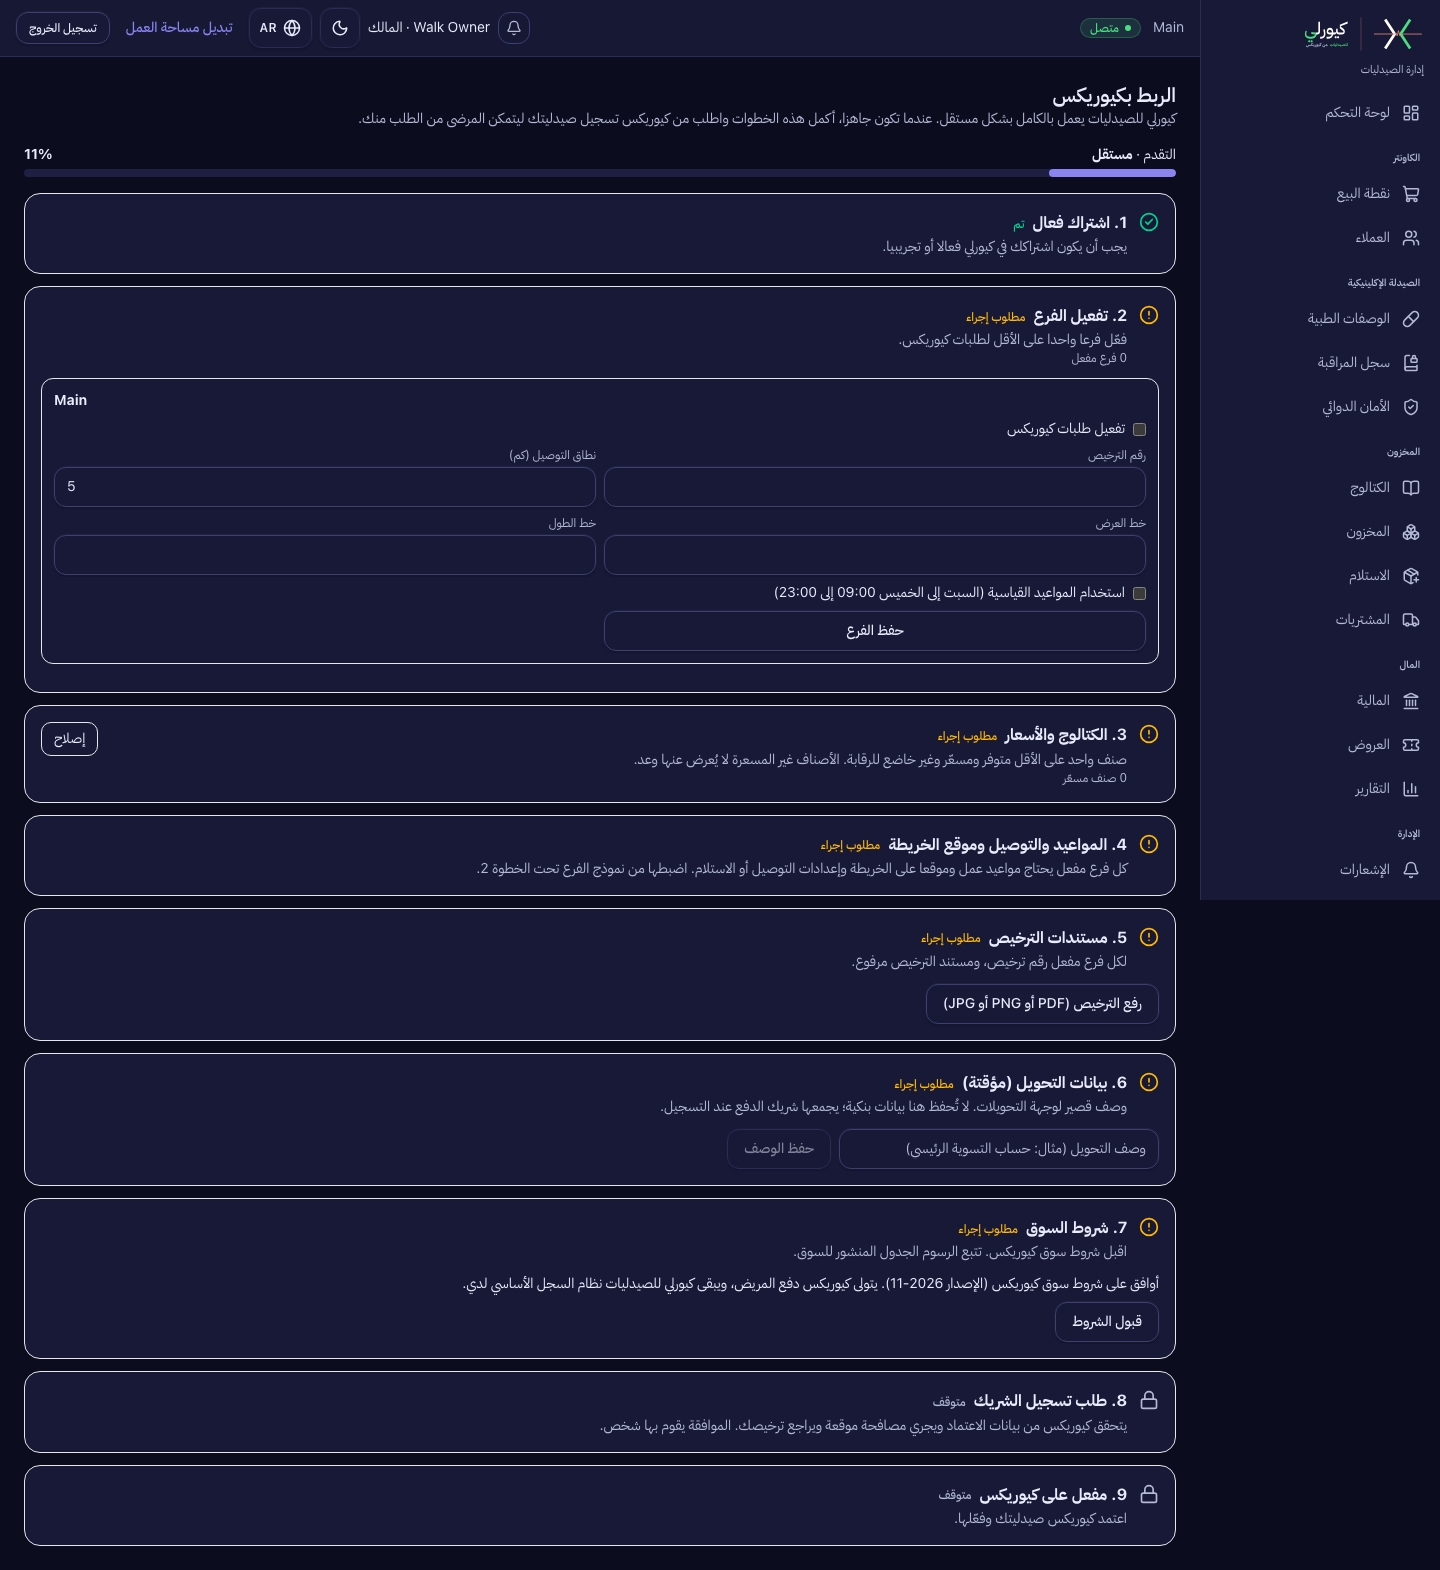 كيورلي
الصيدليات من كيوريكس
إدارة الصيدليات
لوحة التحكم
الكاونتر
نقطة البيع
العملاء
الصيدلة الإكلينيكية
الوصفات الطبية
سجل المراقبة
الأمان الدوائي
المخزون
الكتالوج
المخزون
الاستلام
المشتريات
المال
المالية
العروض
التقارير
الإدارة
الإشعارات
Main
متصل
Walk Owner · المالك
AR
تبديل مساحة العمل
تسجيل الخروج
الربط بكيوريكس
كيورلي للصيدليات يعمل بالكامل بشكل مستقل. عندما تكون جاهزا، أكمل هذه الخطوات واطلب من كيوريكس تسجيل صيدليتك ليتمكن المرضى من الطلب منك.
التقدم · مستقل
11%
1. اشتراك فعال تم
يجب أن يكون اشتراكك في كيورلي فعالا أو تجريبيا.
2. تفعيل الفرع مطلوب إجراء
فعّل فرعا واحدا على الأقل لطلبات كيوريكس.
0 فرع مفعل
Main
تفعيل طلبات كيوريكس
رقم الترخيص
نطاق التوصيل (كم)
5
خط العرض
خط الطول
استخدام المواعيد القياسية (السبت إلى الخميس 09:00 إلى 23:00)
حفظ الفرع
3. الكتالوج والأسعار مطلوب إجراء
إصلاح
صنف واحد على الأقل متوفر ومسعّر وغير خاضع للرقابة. الأصناف غير المسعرة لا يُعرض عنها وعد.
0 صنف مسعّر
4. المواعيد والتوصيل وموقع الخريطة مطلوب إجراء
كل فرع مفعل يحتاج مواعيد عمل وموقعا على الخريطة وإعدادات التوصيل أو الاستلام. اضبطها من نموذج الفرع تحت الخطوة 2.
5. مستندات الترخيص مطلوب إجراء
لكل فرع مفعل رقم ترخيص، ومستند الترخيص مرفوع.
رفع الترخيص (PDF أو PNG أو JPG)
6. بيانات التحويل (مؤقتة) مطلوب إجراء
وصف قصير لوجهة التحويلات. لا تُحفظ هنا بيانات بنكية؛ يجمعها شريك الدفع عند التسجيل.
وصف التحويل (مثال: حساب التسوية الرئيسي)
حفظ الوصف
7. شروط السوق مطلوب إجراء
اقبل شروط سوق كيوريكس. تتبع الرسوم الجدول المنشور للسوق.
أوافق على شروط سوق كيوريكس (الإصدار 2026-11). يتولى كيوريكس دفع المريض، ويبقى كيورلي للصيدليات نظام السجل الأساسي لدي.
قبول الشروط
8. طلب تسجيل الشريك متوقف
يتحقق كيوريكس من بيانات الاعتماد ويجري مصافحة موقعة ويراجع ترخيصك. الموافقة يقوم بها شخص.
9. مفعل على كيوريكس متوقف
اعتمد كيوريكس صيدليتك وفعّلها.